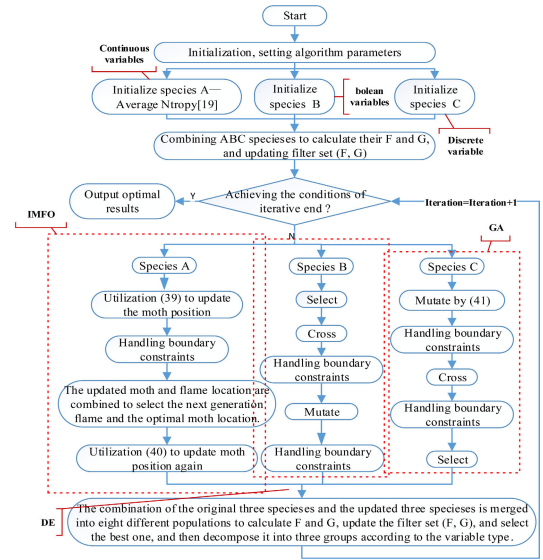 Start
Continuous
variables
Initialization, setting algorithm parameters
Initialize species A—
Average Ntropy[19]
Initialize
species B
bolean
variables
Initialize
species C
Combining ABC specieses to calculate their F and G,
and updating filter set (F, G)
Discrete
variable
Output optimal
results
Y
Achieving the conditions of
iterative end ?
Iteration=Iteration+1
IMFO
N
GA
Species A
Species B
Species C
Utilization (39) to update
the moth position
Select
Mutate by (41)
Handling boundary
constraints
Cross
Handling boundary
constraints
Handling boundary
constraints
Cross
The updated moth and flame location are
combined to select the next generation
flame and the optimal moth location.
Mutate
Handling boundary
constraints
Utilization (40) to update moth
position again
Handling boundary
constraints
Select
DE
The combination of the original three specieses and the updated three specieses is merged
into eight different populations to calculate F and G, update the filter set (F, G), and select
the best one, and then decompose it into three groups according to the variable type.